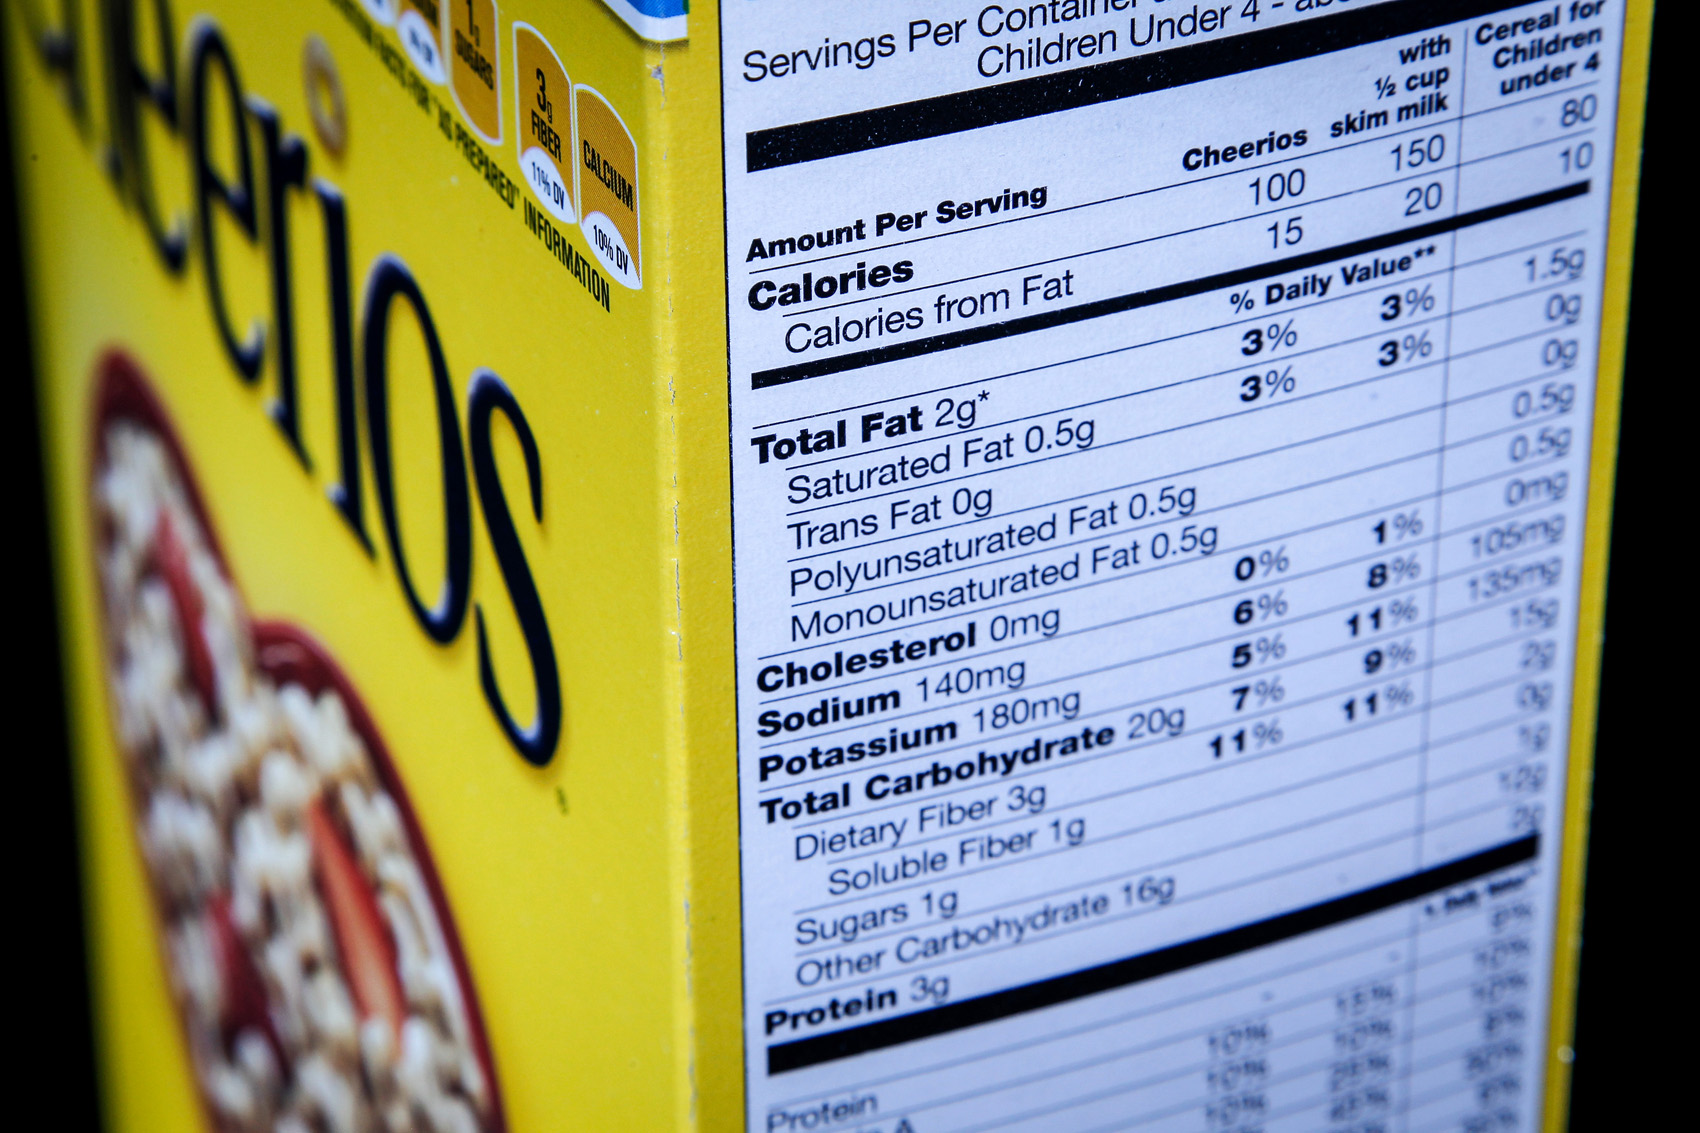 Cheerios
1g
SUGARS
3g
FIBER
11% DV
CALCIUM
10% DV
"AS PREPARED" INFORMATION
Servings Per Container
Children Under 4 -
Amount Per Serving Cheerios with ½ cup skim milk Cereal for Children under 4
Calories 100 150 80
Calories from Fat 15 20 10
% Daily Value**
Total Fat 2g* 3% 3% 1.5g
Saturated Fat 0.5g 3% 3% 0g
Trans Fat 0g 0g
Polyunsaturated Fat 0.5g 0.5g
Monounsaturated Fat 0.5g 0.5g
Cholesterol 0mg 0% 1% 0mg
Sodium 140mg 6% 8% 105mg
Potassium 180mg 5% 11% 135mg
Total Carbohydrate 20g 7% 9% 15g
Dietary Fiber 3g 11% 11% 2g
Soluble Fiber 1g 0g
Sugars 1g 1g
Other Carbohydrate 16g 12g
Protein 3g 2g
Protein
A 10%